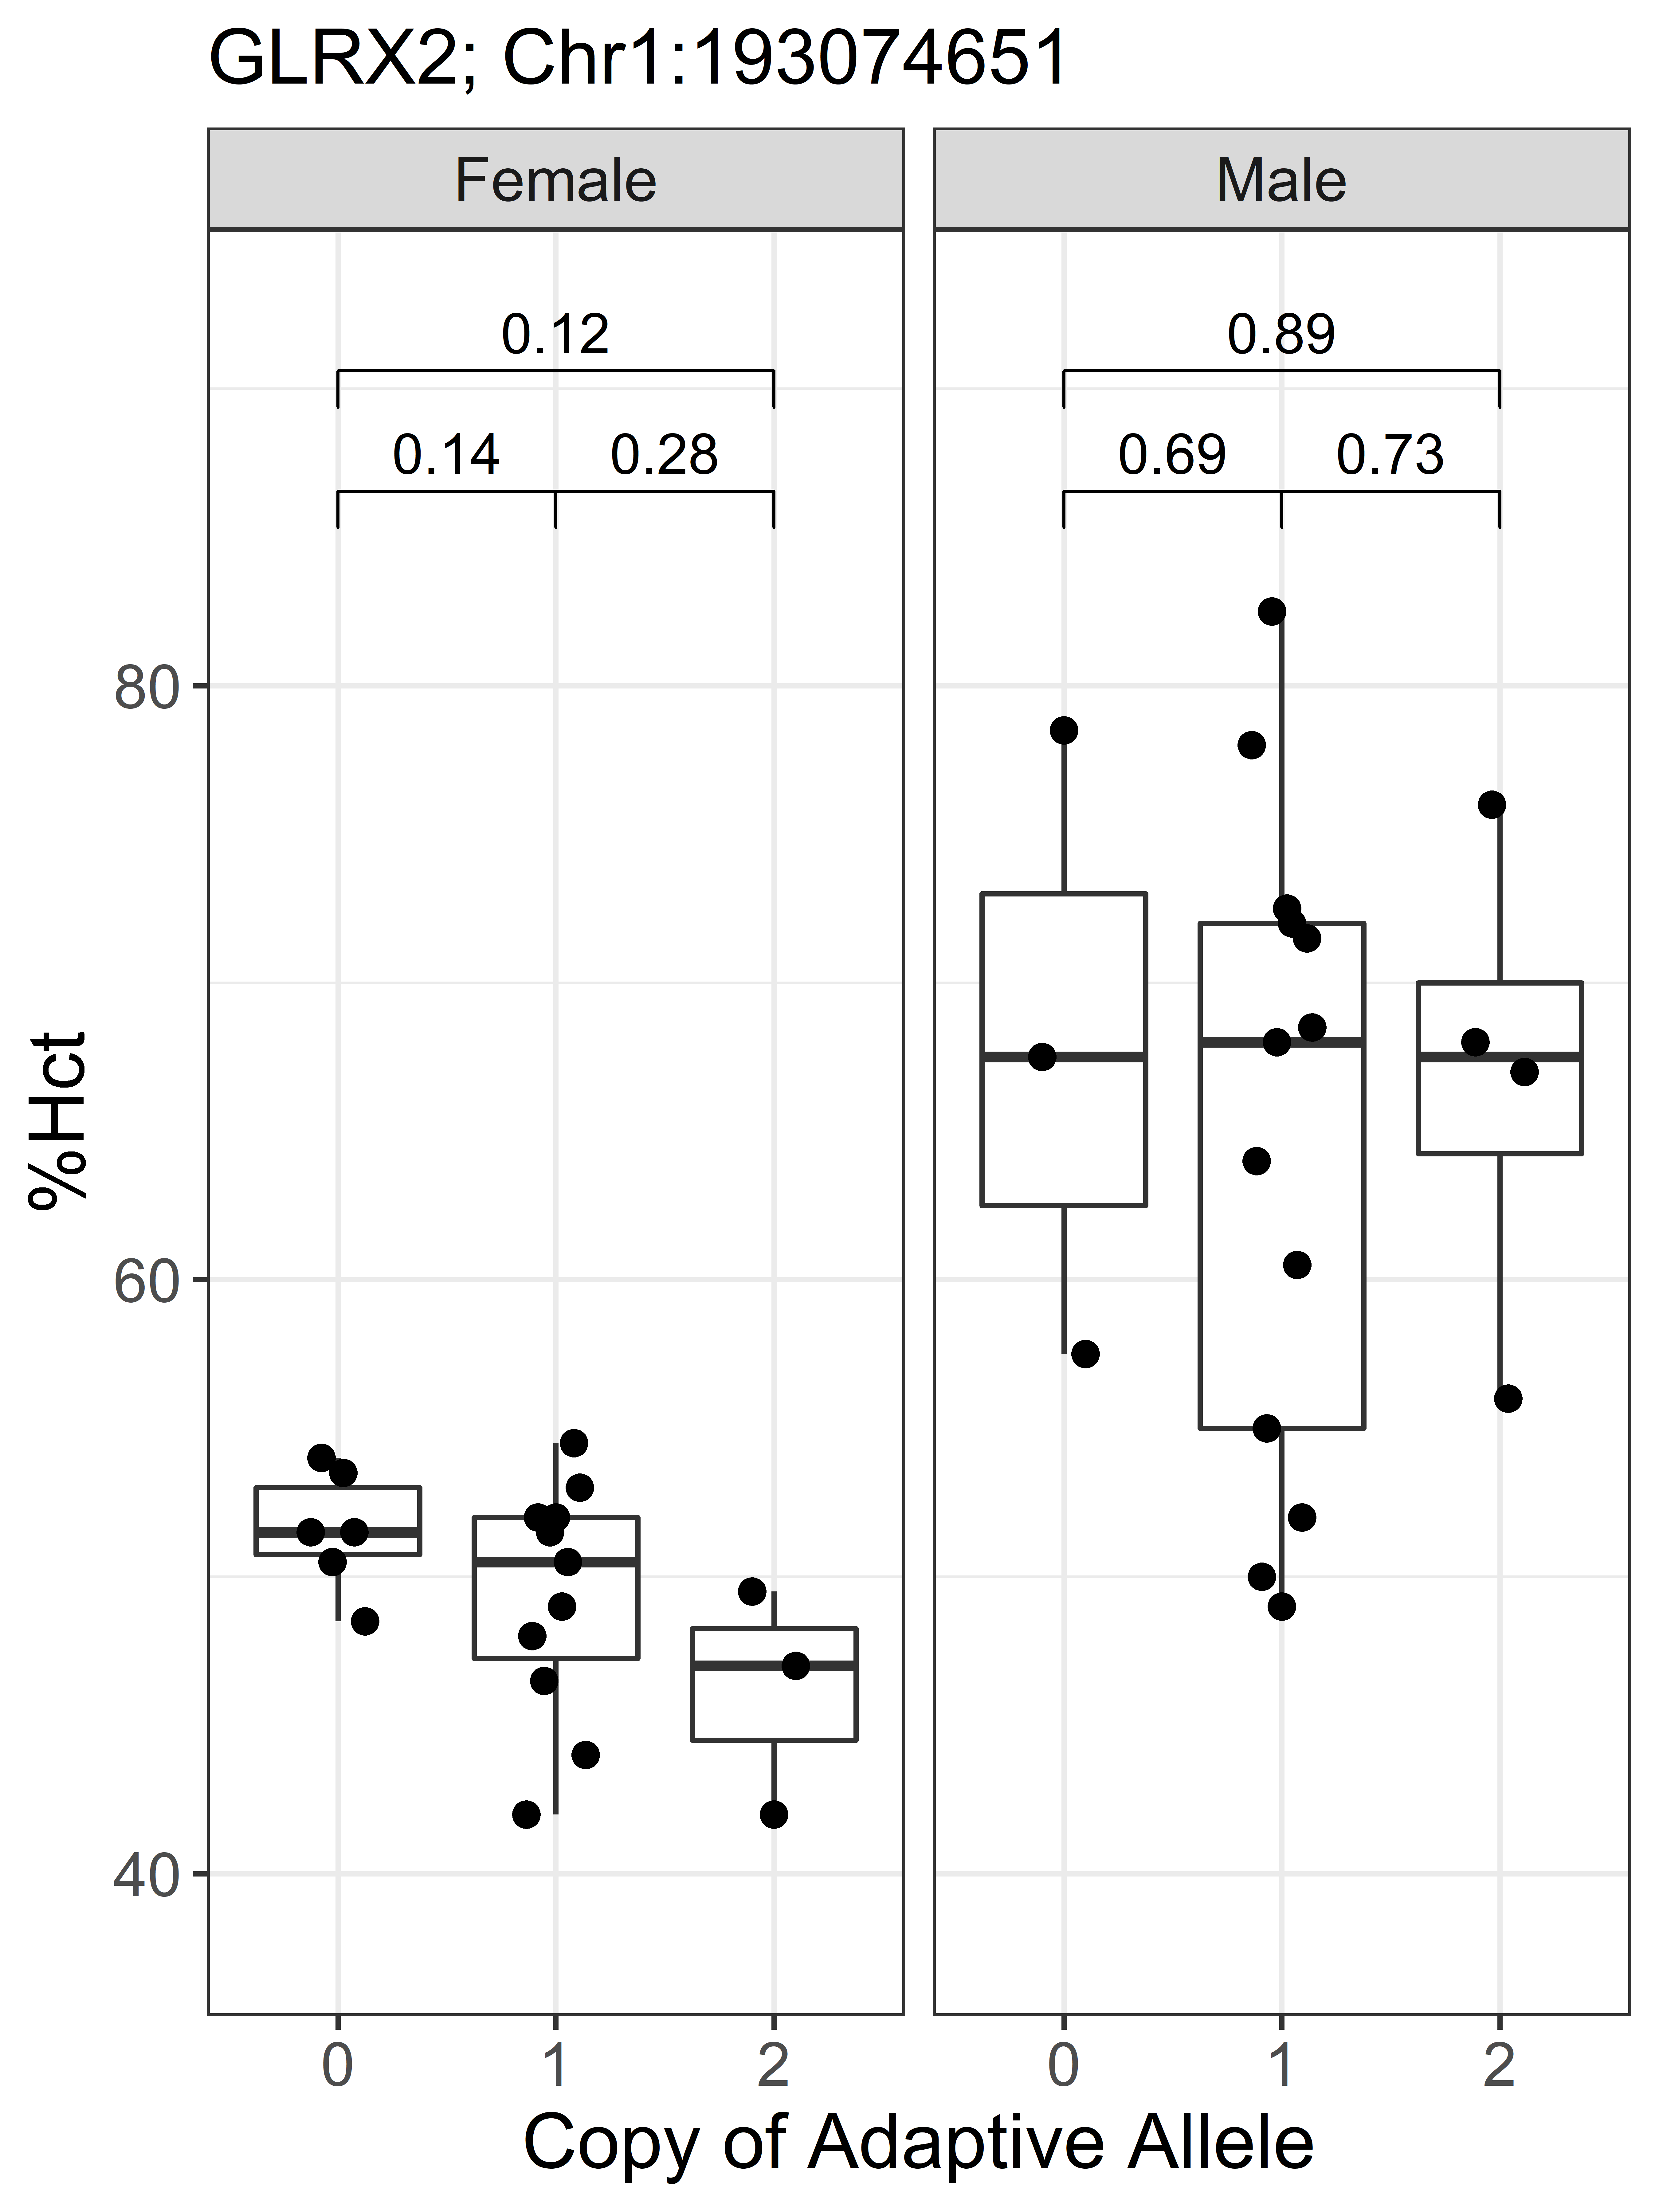 GLRX2; Chr1:193074651
Female Male
0.12 0.89
0.14 0.28 0.69 0.73
80
60
40
%Hct
0 1 2 0 1 2
Copy of Adaptive Allele